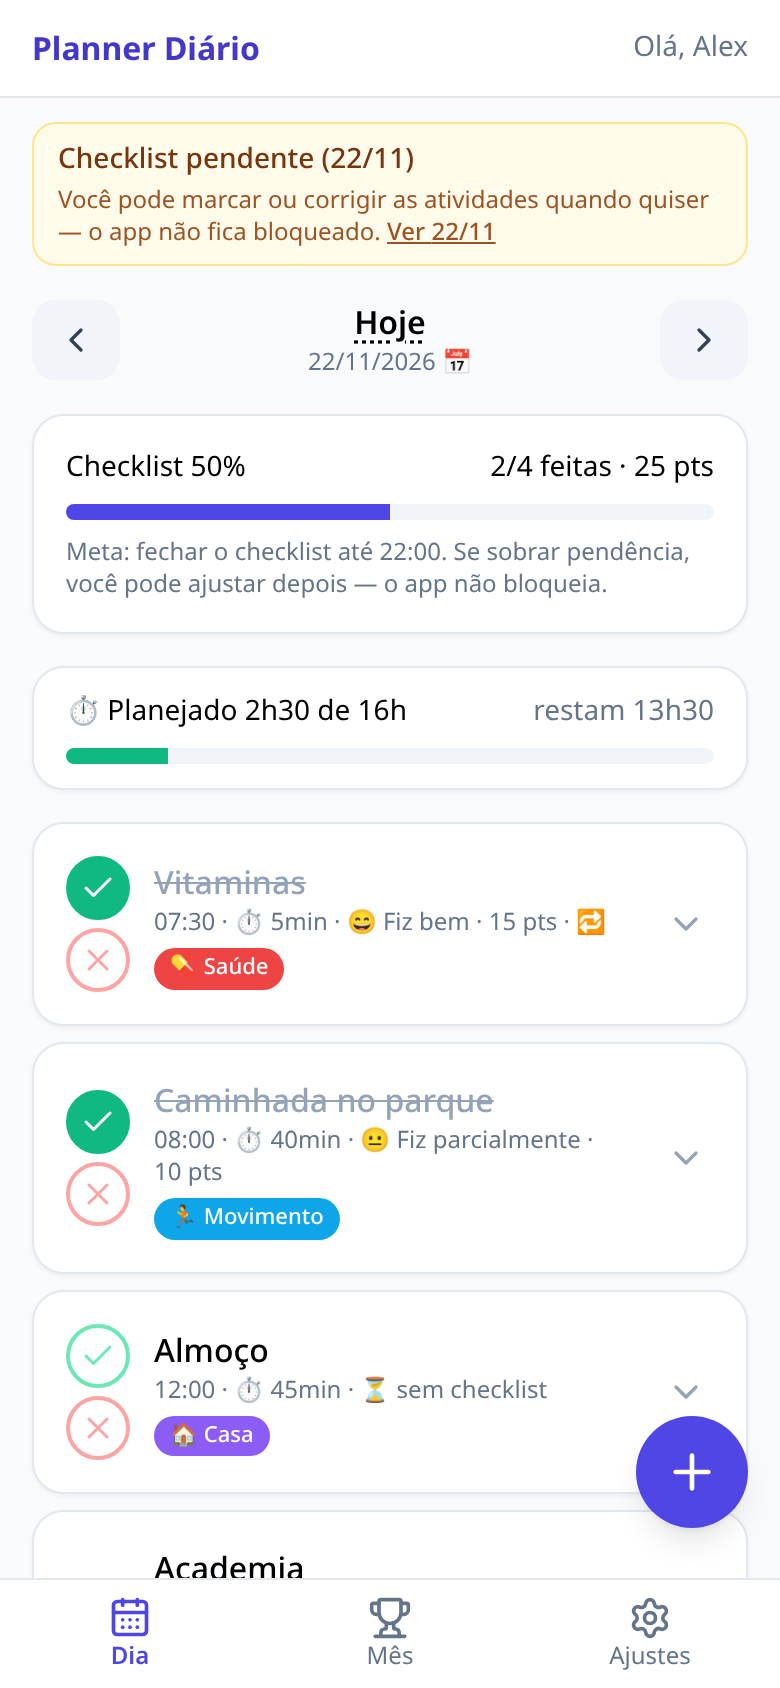 Planner Diário
Olá, Alex
Checklist pendente (22/11)
Você pode marcar ou corrigir as atividades quando quiser
— o app não fica bloqueado. Ver 22/11
Hoje
22/11/2026 📅
Checklist 50%
2/4 feitas · 25 pts
Meta: fechar o checklist até 22:00. Se sobrar pendência,
você pode ajustar depois — o app não bloqueia.
⏱️ Planejado 2h30 de 16h
restam 13h30
Vitaminas
07:30 · ⏱️ 5min · 😄 Fiz bem · 15 pts · 🔁
💊 Saúde
Caminhada no parque
08:00 · ⏱️ 40min · 😐 Fiz parcialmente ·
10 pts
🏃 Movimento
Almoço
12:00 · ⏱️ 45min · ⏳ sem checklist
🏠 Casa
Academia
Dia
Mês
Ajustes